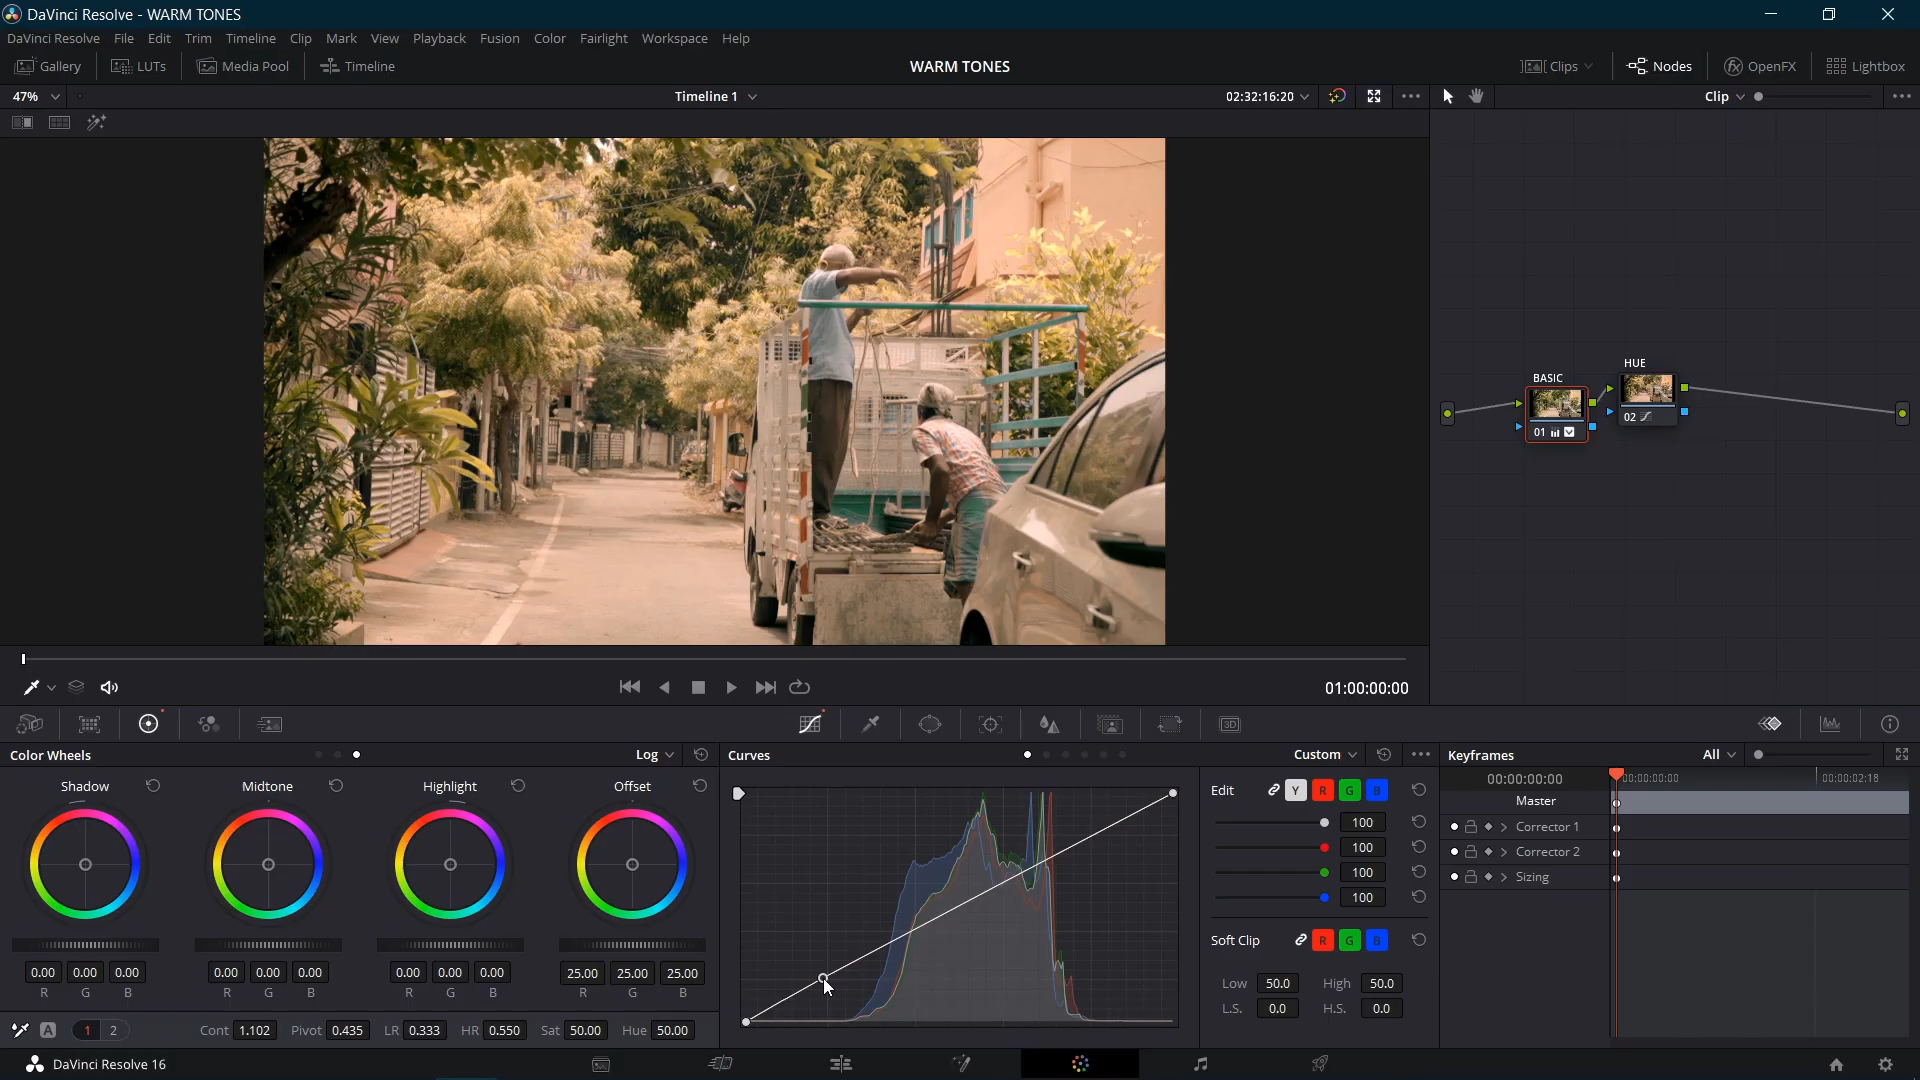 DaVinci Resolve - WARM TONES
DaVinci Resolve File Edit Trim Timeline Clip Mark View Playback Fusion Color Fairlight Workspace Help
Gallery LUTs Media Pool Timeline WARM TONES Clips Nodes OpenFX Lightbox
47% Timeline 1 02:32:16:20 Clip
BASIC
HUE
01
02
01:00:00:00
3D
Color Wheels Log Curves Custom Keyframes All
Shadow Midtone Highlight Offset
Edit Y R G B
100
100
100
100
Soft Clip R G B
Low 50.0 High 50.0
L.S. 0.0 H.S. 0.0
00:00:00:00 00:00:00:00 00:00:02:18
Master
Corrector 1
Corrector 2
Sizing
0.00 0.00 0.00 0.00 0.00 0.00 0.00 0.00 0.00 25.00 25.00 25.00
R G B R G B R G B R G B
A 1 2 Cont 1.102 Pivot 0.435 LR 0.333 HR 0.550 Sat 50.00 Hue 50.00
DaVinci Resolve 16